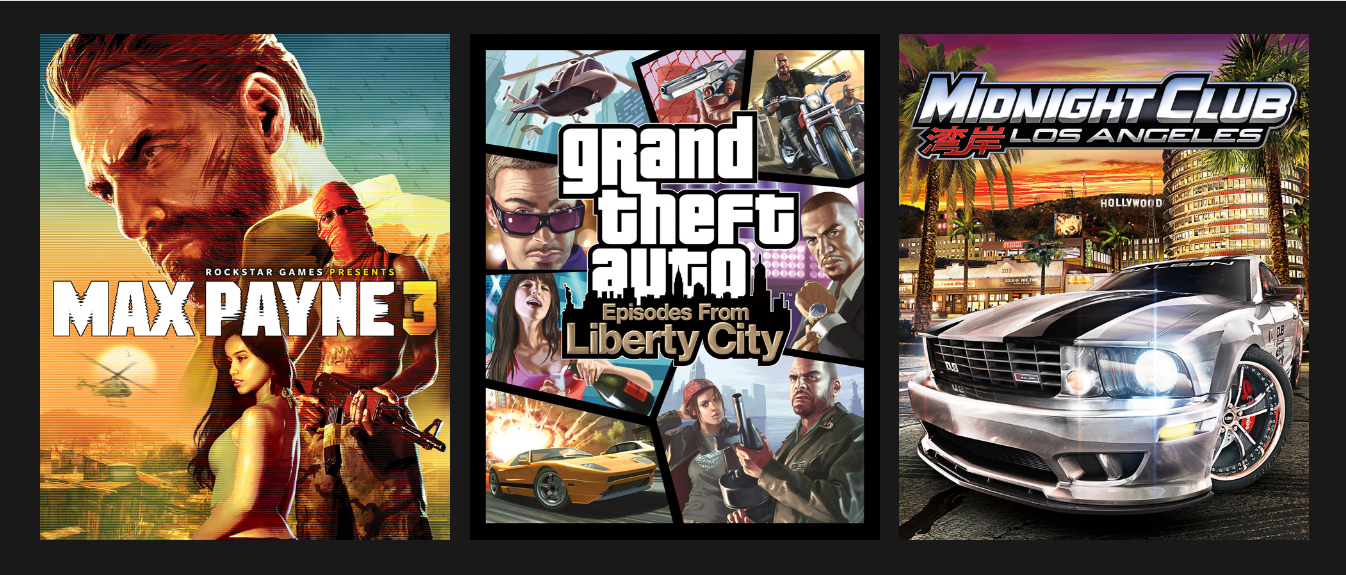 ROCKSTAR GAMES PRESENTS
MAX PAYNE 3
grand
theft
auto
Episodes From
Liberty City
MIDNIGHT CLUB
湾岸 LOS ANGELES
HOLLYWOOD